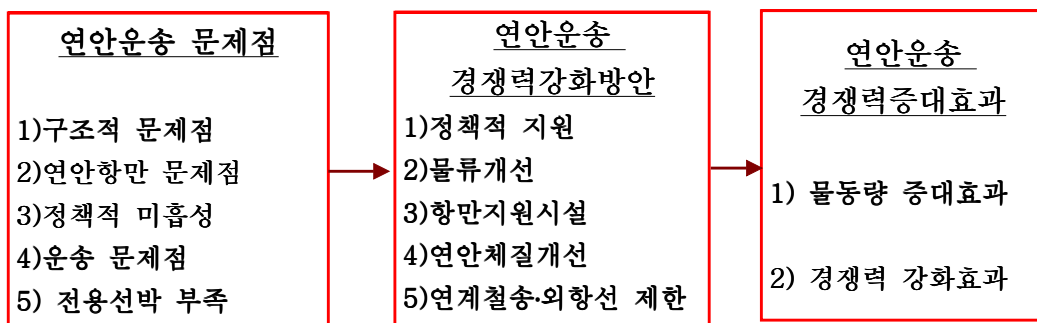 연안운송 문제점
1)구조적 문제점
2)연안항만 문제점
3)정책적 미흡성
4)운송 문제점
5) 전용선박 부족
연안운송
경쟁력강화방안
1)정책적 지원
2)물류개선
3)항만지원시설
4)연안체질개선
5)연계철송·외항선 제한
연안운송
경쟁력증대효과
1) 물동량 증대효과
2) 경쟁력 강화효과